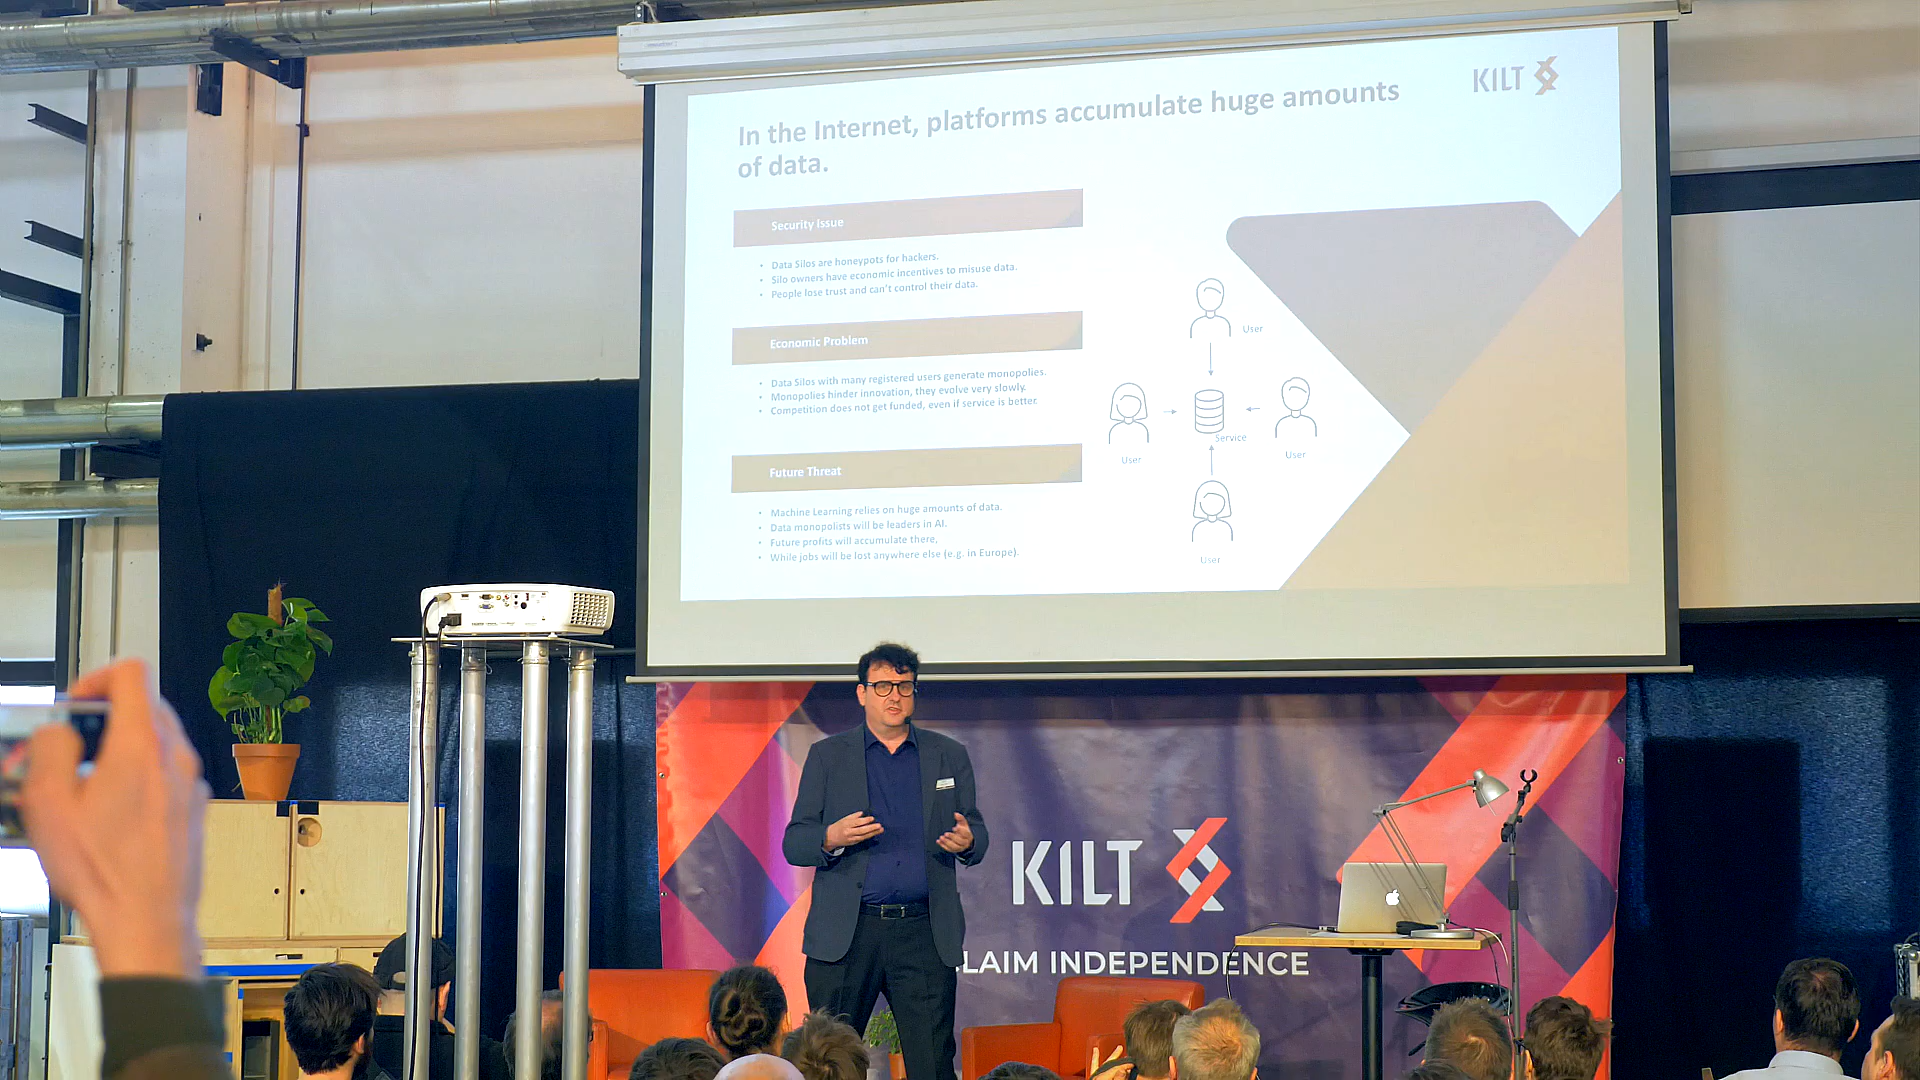 KILT
In the Internet, platforms accumulate huge amounts
of data.
Security Issue
• Data Silos are honeypots for hackers.
• Silo owners have economic incentives to misuse data.
• People lose trust and can't control their data.
Economic Problem
• Data Silos with many registered users generate monopolies.
• Monopolies hinder innovation, they evolve very slowly.
• Competition does not get funded, even if service is better.
Future Threat
• Machine Learning relies on huge amounts of data.
• Data monopolists will be leaders in AI.
• Future profits will accumulate there,
• While jobs will be lost anywhere else (e.g. in Europe).
User
User
Service
User
User
KILT
CLAIM INDEPENDENCE